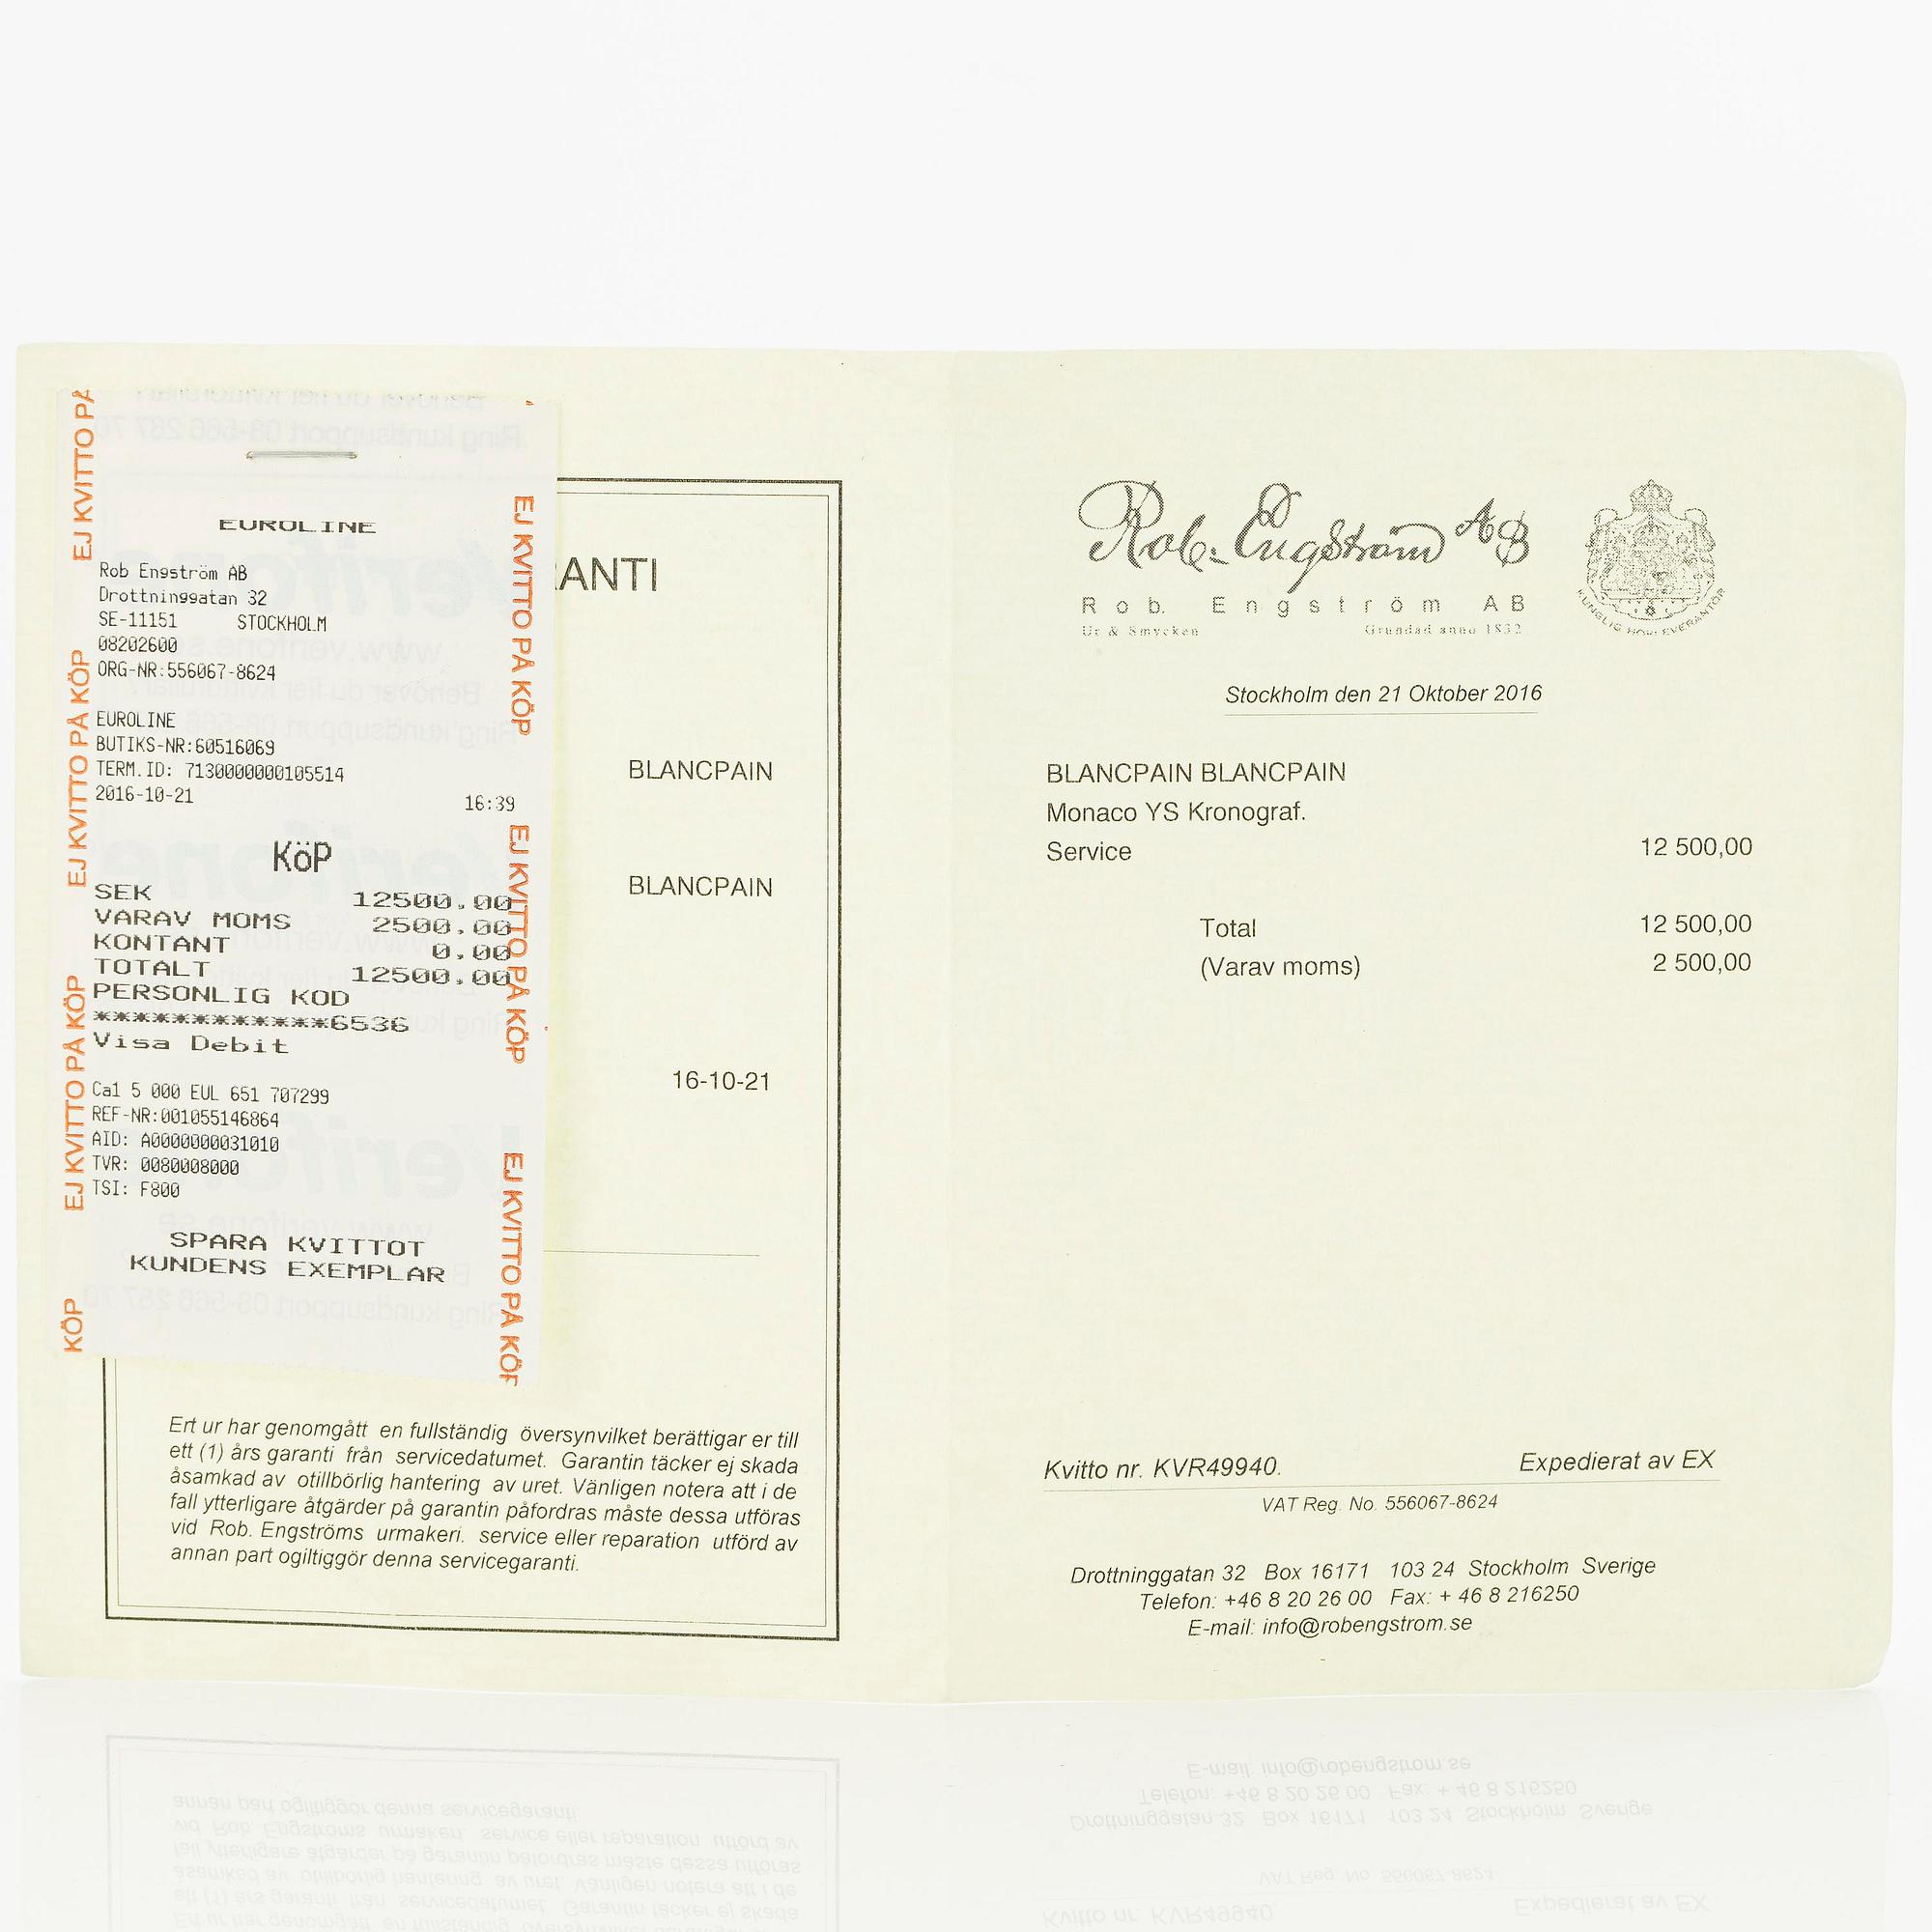 EJ KVITTO PÅ
EJ KVITTO PÅ KÖP
EJ KVITTO PÅ KÖP
KÖP
EUROLINE
Rob Engström AB
Drottninggatan 32
SE-11151 STOCKHOLM
08202600
ORG-NR:556067-8624
EUROLINE
BUTIKS-NR:60516069
TERM.ID: 7130000000105514
2016-10-21 16:39
KöP
SEK 12500.00
VARAV MOMS 2500.00
KONTANT 0.00
TOTALT 12500.00
PERSONLIG KOD
************6536
Visa Debit
Ca1 5 000 EUL 651 707299
REF-NR:001055146864
AID: A0000000031010
TVR: 0080008000
TSI: F800
SPARA KVITTOT
KUNDENS EXEMPLAR
EJ KVITTO PÅ KÖP
EJ KVITTO PÅ KÖP
EJ KVITTO PÅ KÖP
RANTI
BLANCPAIN
BLANCPAIN
16-10-21
Ert ur har genomgått en fullständig översynvilket berättigar er till
ett (1) års garanti från servicedatumet. Garantin täcker ej skada
åsamkad av otillbörlig hantering av uret. Vänligen notera att i de
fall ytterligare åtgärder på garantin påfordras måste dessa utföras
vid Rob. Engströms urmakeri. service eller reparation utförd av
annan part ogiltiggör denna servicegaranti.
Rob. Engström AB
Rob. Engström AB
Ur & Smycken Grundad anno 1852
KUNGLIG HOVLEVERANTÖR
Stockholm den 21 Oktober 2016
BLANCPAIN BLANCPAIN
Monaco YS Kronograf.
Service 12 500,00
Total 12 500,00
(Varav moms) 2 500,00
Kvitto nr. KVR49940. Expedierat av EX
VAT Reg. No. 556067-8624
Drottninggatan 32 Box 16171 103 24 Stockholm Sverige
Telefon: +46 8 20 26 00 Fax: + 46 8 216250
E-mail: info@robengstrom.se